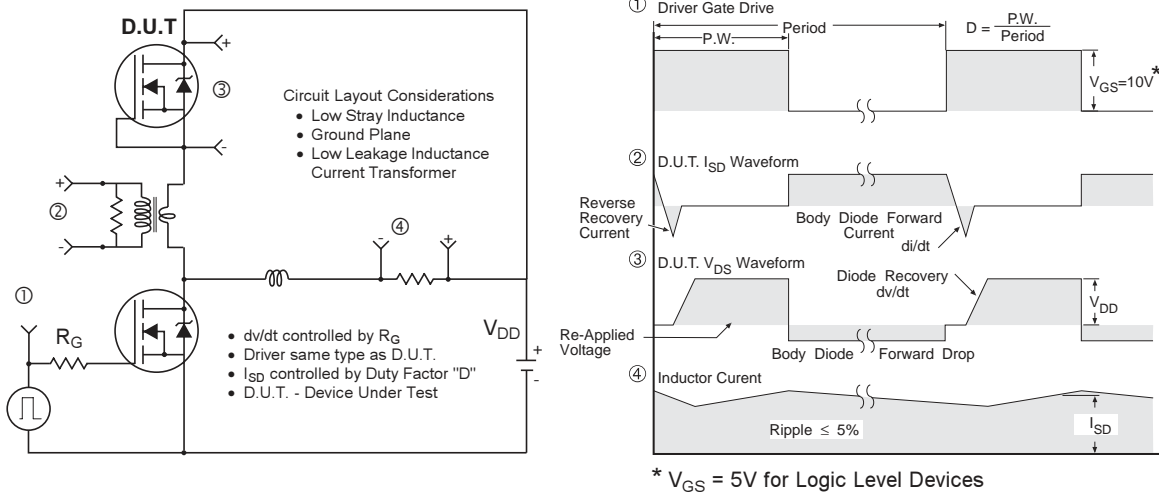 D.U.T
+
③
-
Circuit Layout Considerations
• Low Stray Inductance
• Ground Plane
• Low Leakage Inductance
Current Transformer
+
②
-
④
-
+
①
R_G
V_DD
+
-
• dv/dt controlled by R_G
• Driver same type as D.U.T.
• I_SD controlled by Duty Factor "D"
• D.U.T. - Device Under Test
① Driver Gate Drive
Period
P.W.
D = P.W.
Period
V_GS=10V*
② D.U.T. I_SD Waveform
Reverse
Recovery
Current
Body Diode Forward
Current
di/dt
③ D.U.T. V_DS Waveform
Diode Recovery
dv/dt
V_DD
Re-Applied
Voltage
Body Diode Forward Drop
④ Inductor Curent
Ripple ≤ 5%
I_SD
* V_GS = 5V for Logic Level Devices